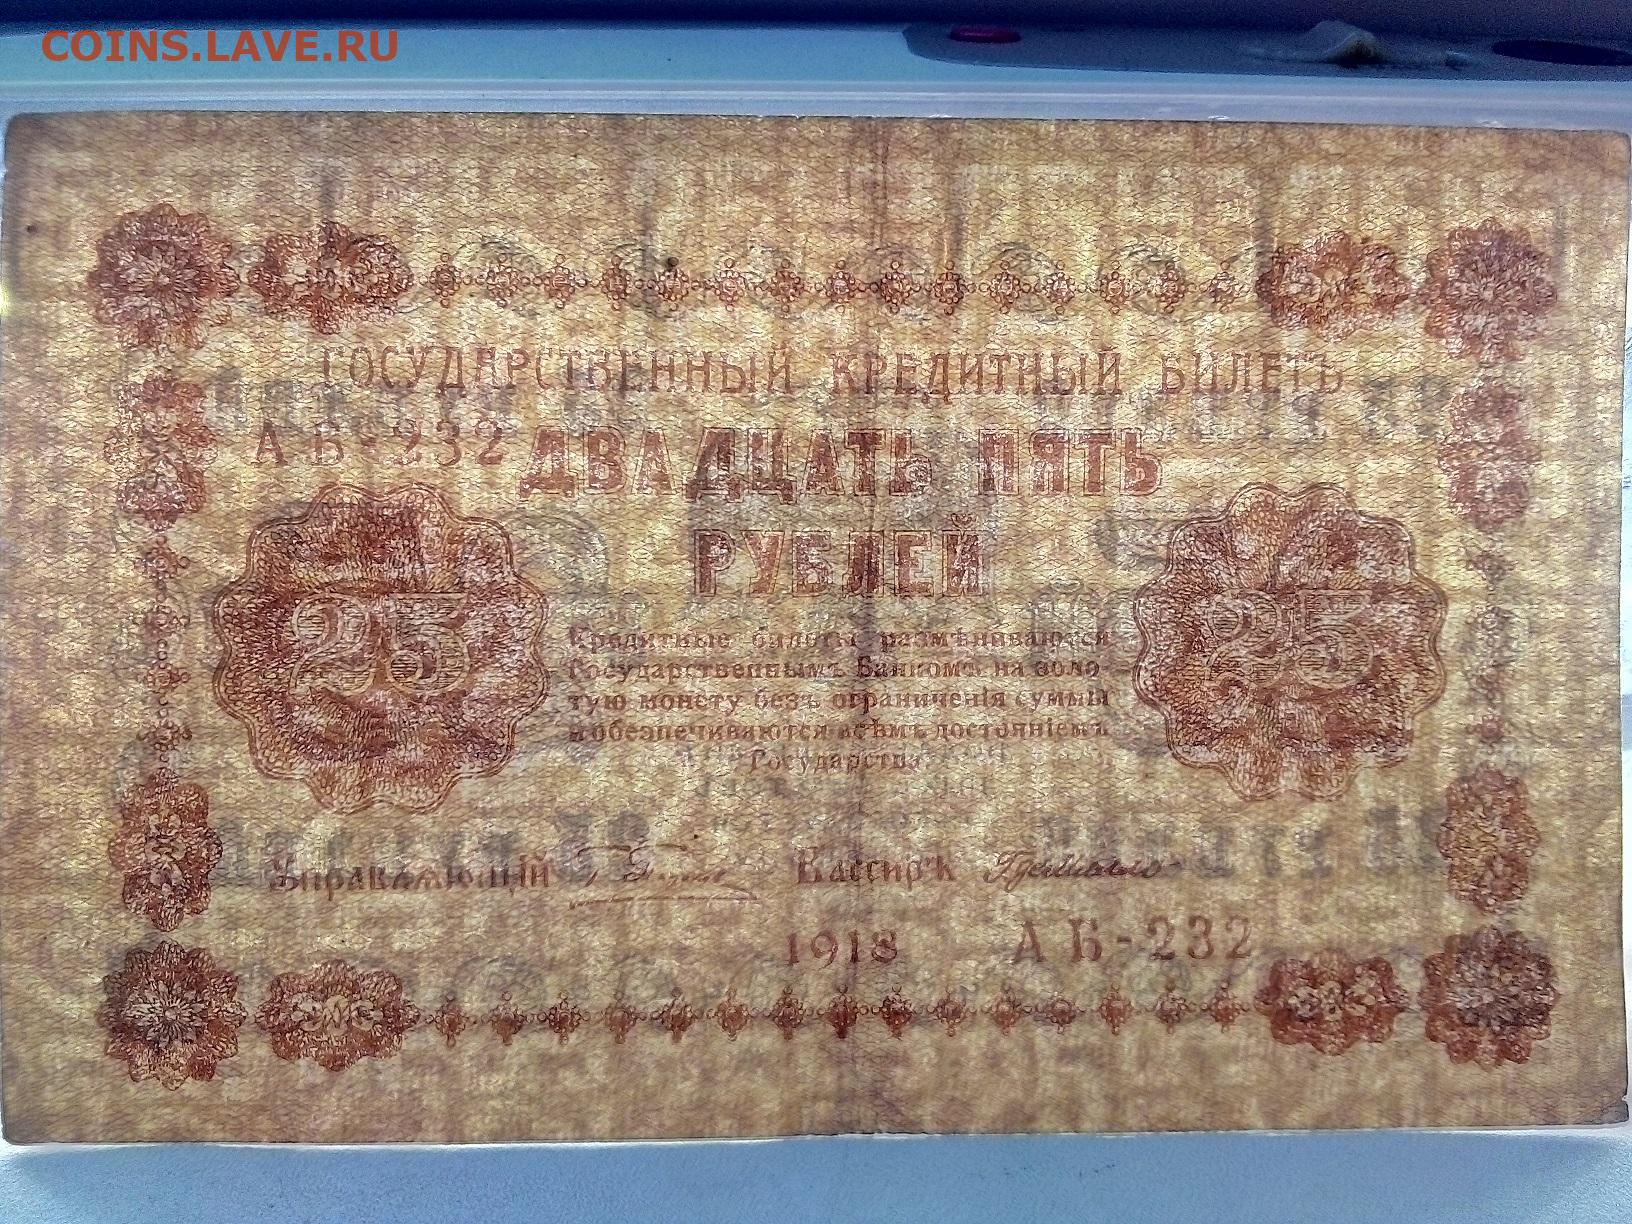 COINS.LAVE.RU
ГОСУДАРСТВЕННЫЙ КРЕДИТНЫЙ БИЛЕТЪ
АБ-232 ДВАДЦАТЬ ПЯТЬ
РУБЛЕЙ
25 25
Кредитные билеты размѣниваются
Государственнымъ Банкомъ на золо-
тую монету безъ ограниченія суммы
и обезпечиваются всѣмъ достояніемъ
Государства.
Управляющій Кассиръ
1918 АБ-232